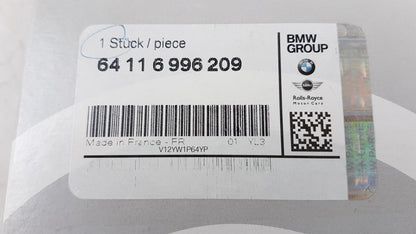 1 Stück / piece
64 11 6 996 209
BMW
GROUP
Rolls-Royce
Motor Cars
Made in France - FR 01 YL3
V12YW1P64YP